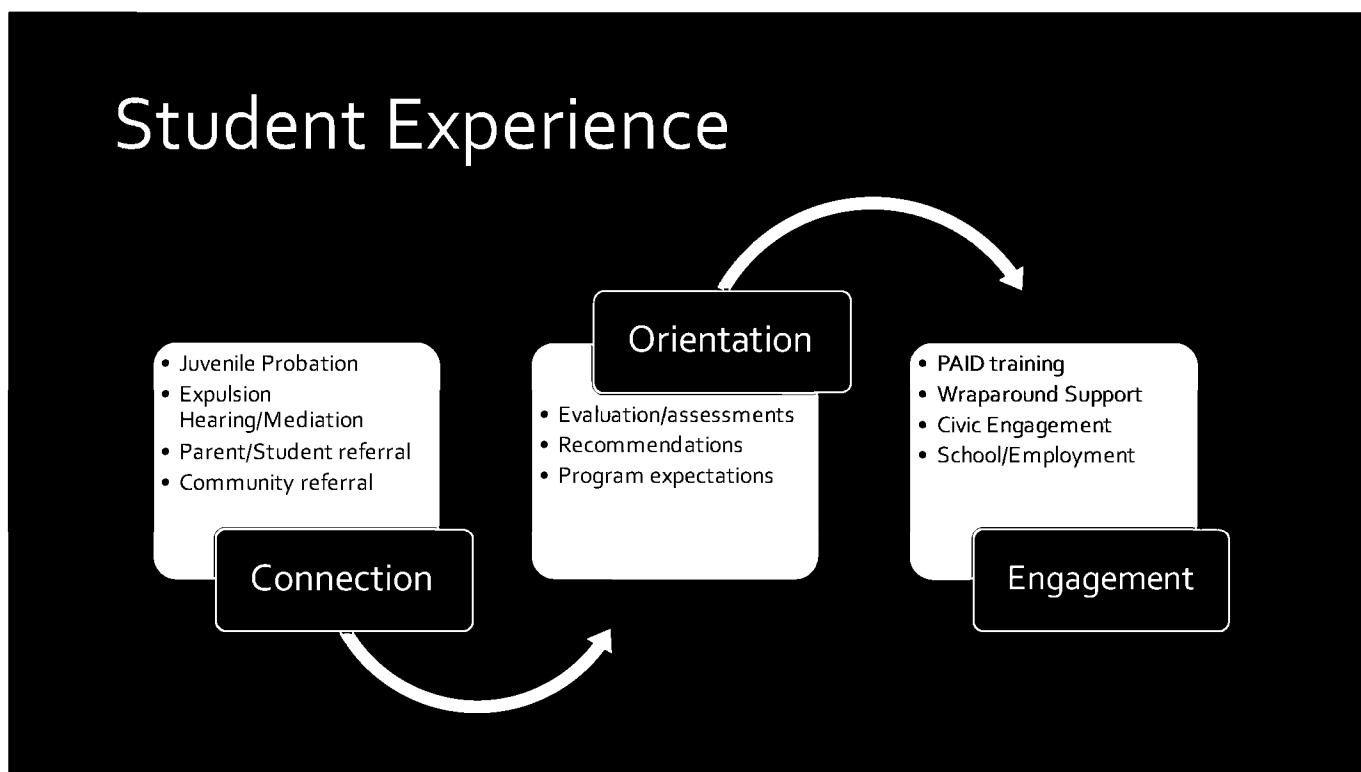 Student Experience
• Juvenile Probation
• Expulsion
Hearing/Mediation
• Parent/Student referral
• Community referral
Connection
Orientation
• Evaluation/assessments
• Recommendations
• Program expectations
• PAID training
• Wraparound Support
• Civic Engagement
• School/Employment
Engagement